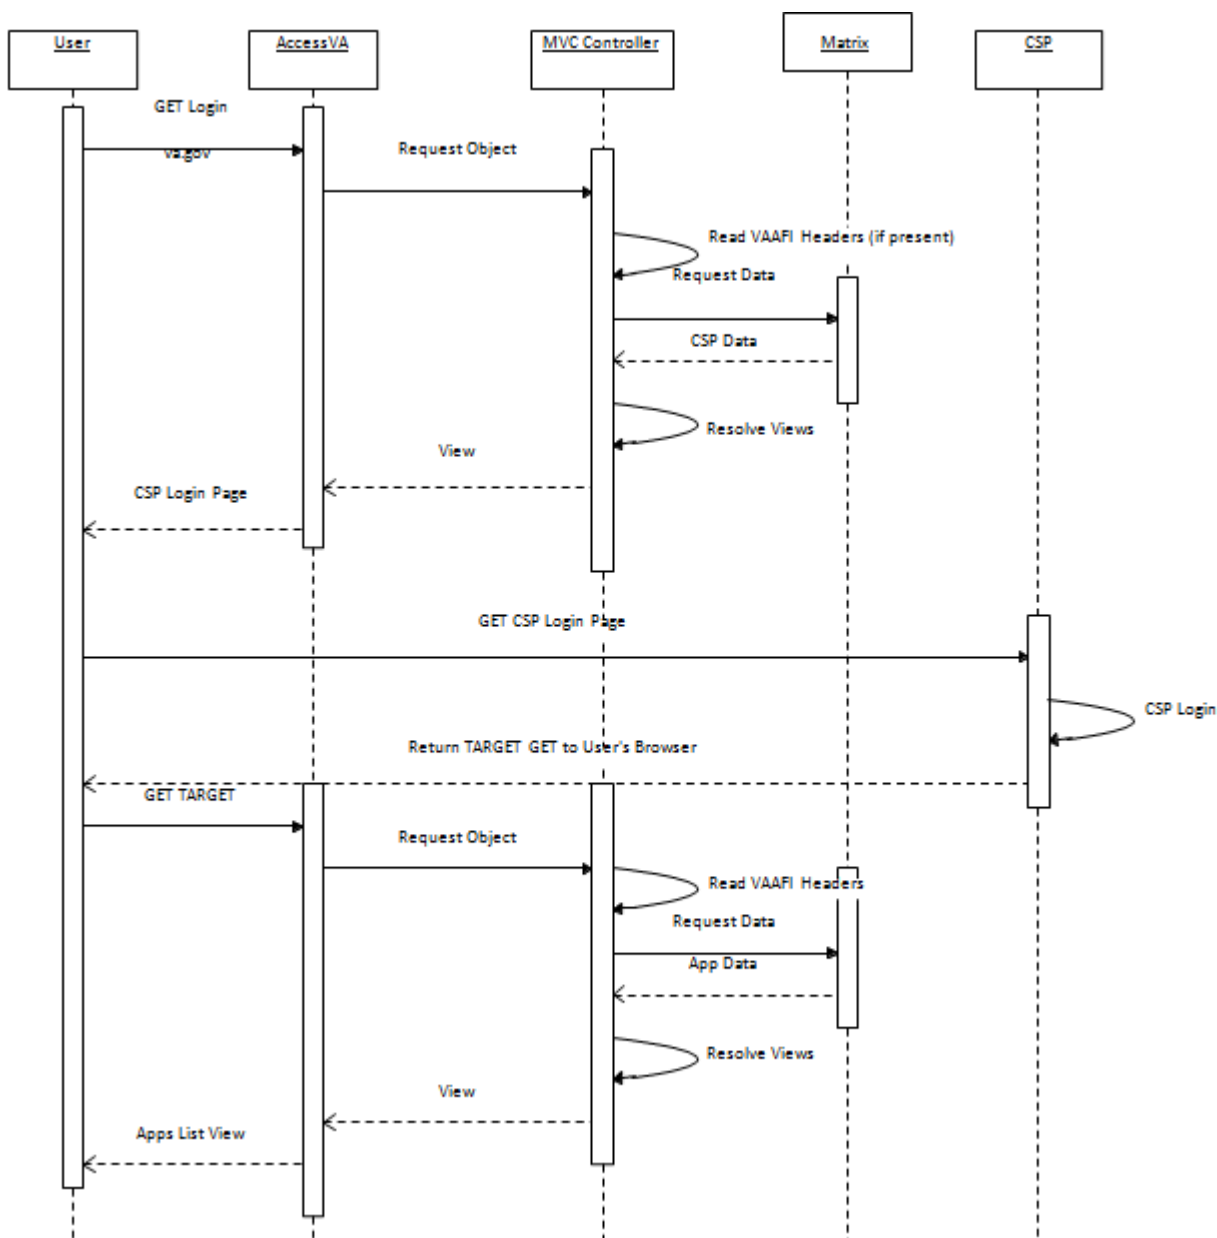 User
AccessVA
MVC Controller
Matrix
CSP
GET Login
va.gov
Request Object
Read VAAFI Headers (if present)
Request Data
CSP Data
Resolve Views
View
CSP Login Page
GET CSP Login Page
CSP Login
Return TARGET GET to User's Browser
GET TARGET
Request Object
Read VAAFI Headers
Request Data
App Data
Resolve Views
View
Apps List View